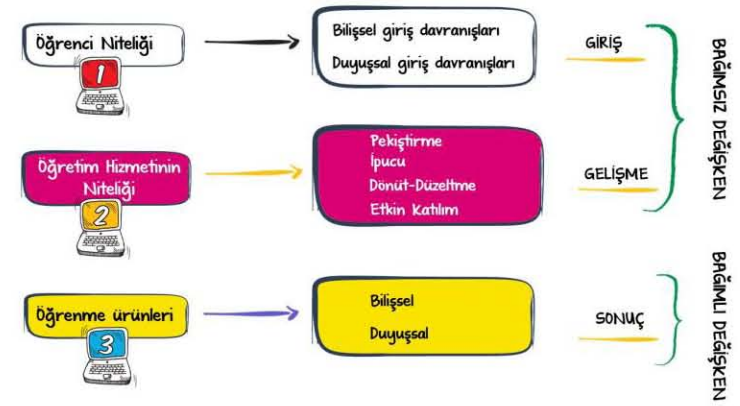 Öğrenci Niteliği
1
Bilişsel giriş davranışları
Duyuşsal giriş davranışları
GİRİŞ
Öğretim Hizmetinin
Niteliği
2
Pekiştirme
İpucu
Dönüt-Düzeltme
Etkin Katılım
GELİŞME
BAĞIMSIZ DEĞİŞKEN
Öğrenme ürünleri
3
Bilişsel
Duyuşsal
SONUÇ
BAĞIMLI DEĞİŞKEN